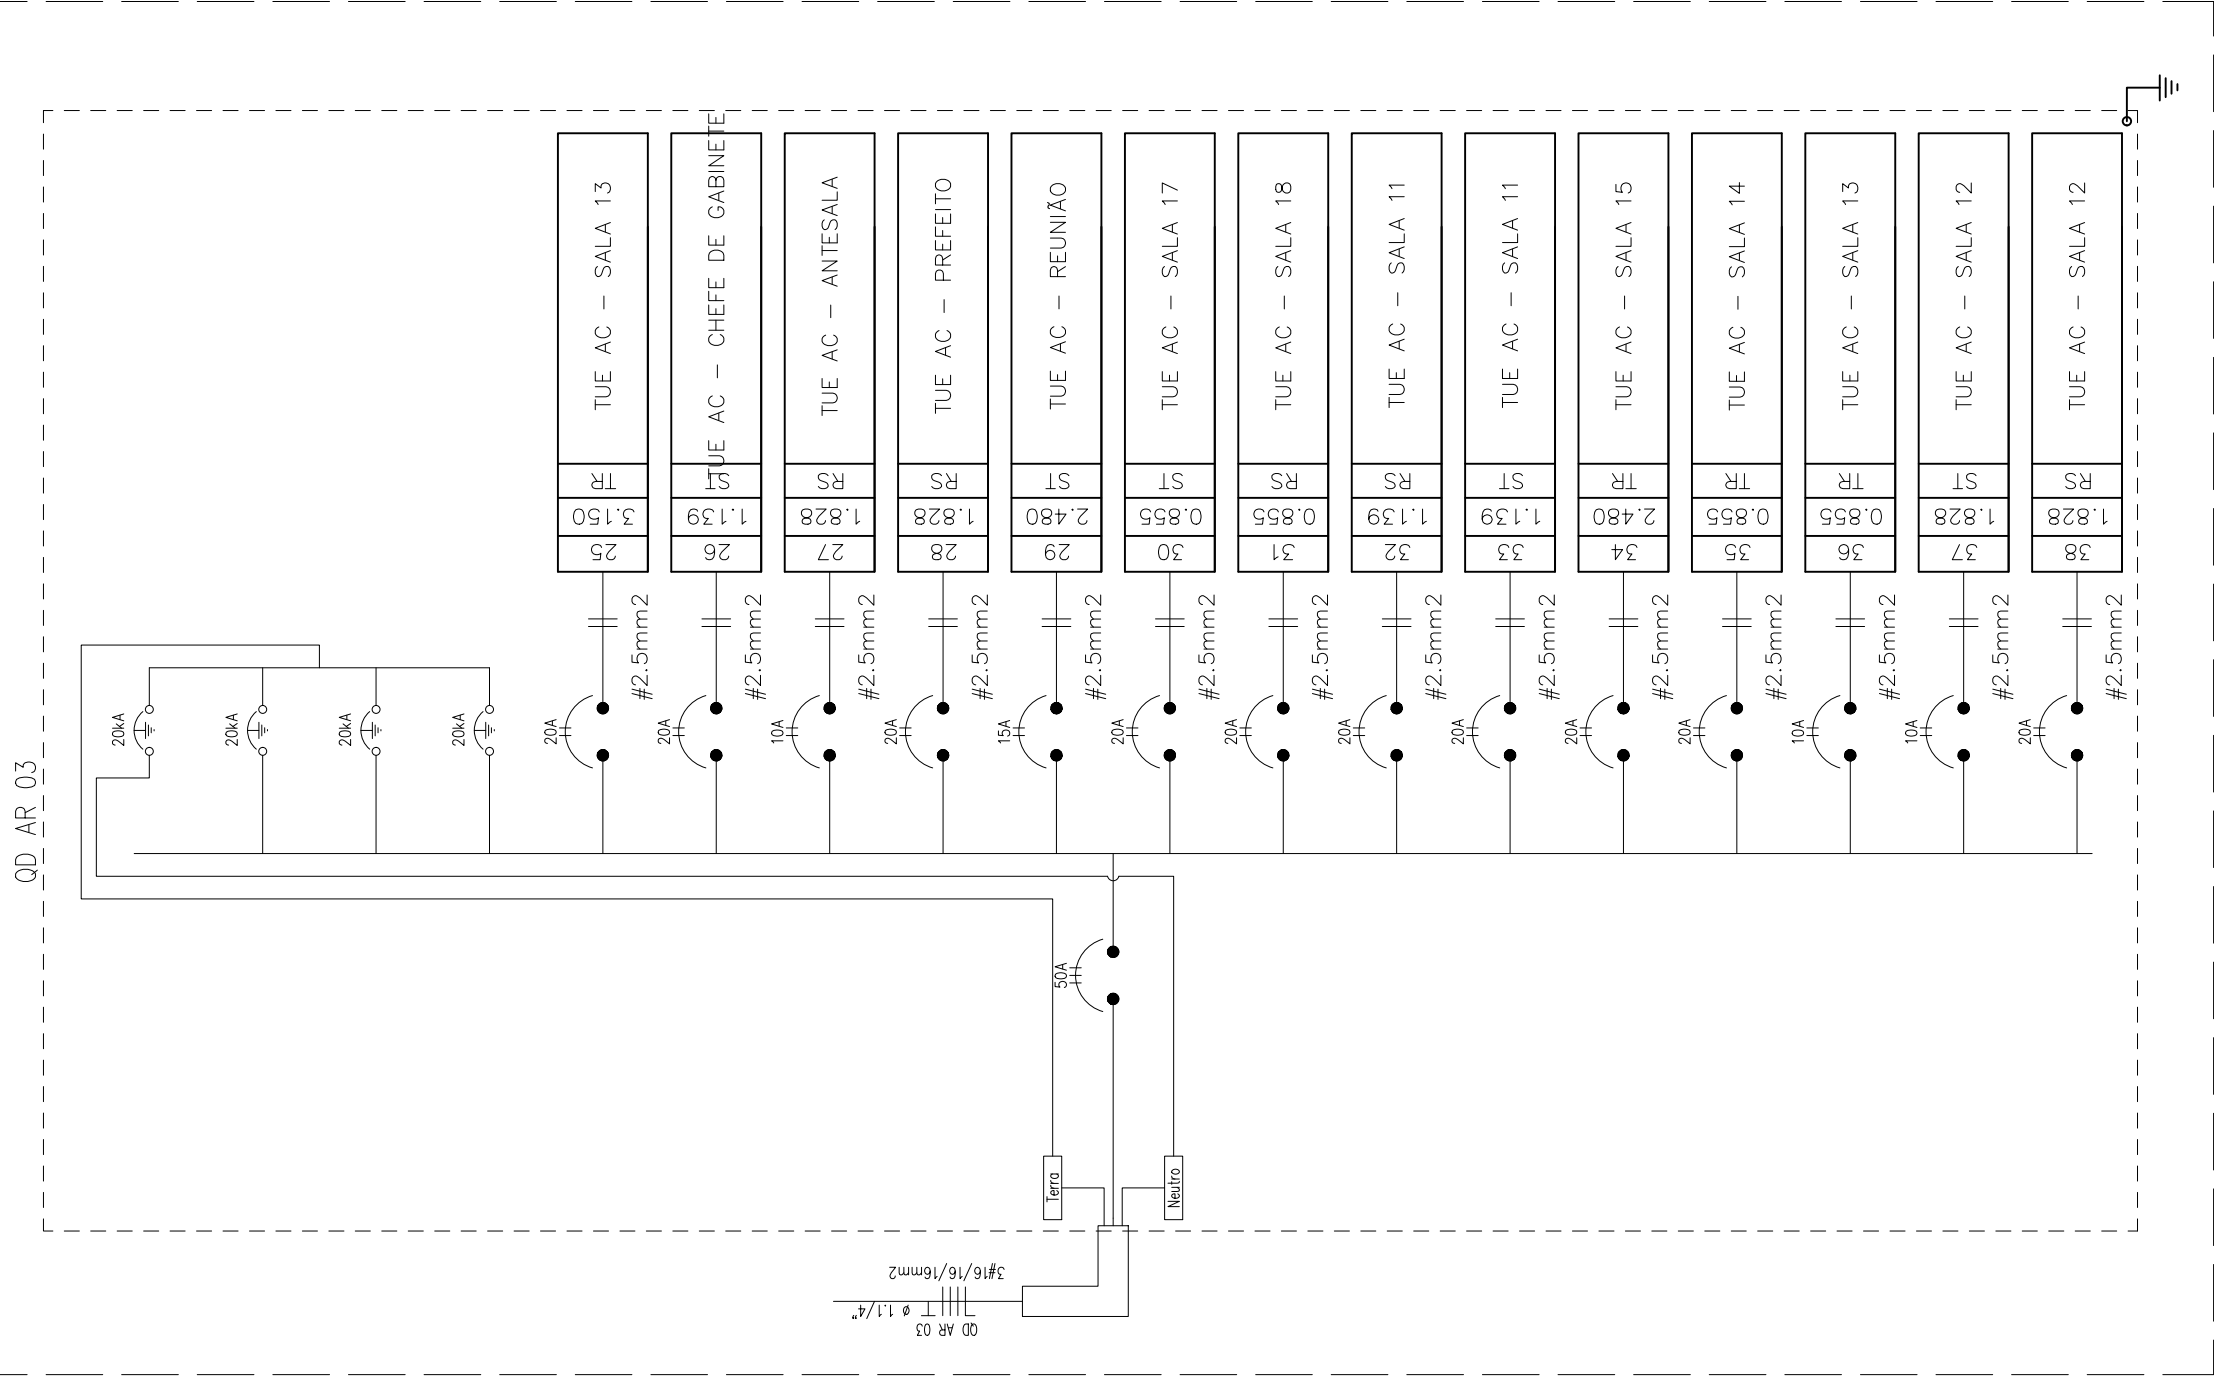 QD AR 03
20kA
20kA
20kA
20kA
TUE AC - SALA 13
TR
3.150
25
#2.5mm2
20A
TUE AC - CHEFE DE GABINETE
ST
1.139
26
#2.5mm2
20A
TUE AC - ANTESALA
RS
1.828
27
#2.5mm2
10A
TUE AC - PREFEITO
RS
1.828
28
#2.5mm2
20A
TUE AC - REUNIÃO
ST
2.480
29
#2.5mm2
15A
TUE AC - SALA 17
ST
0.855
30
#2.5mm2
20A
TUE AC - SALA 18
RS
0.855
31
#2.5mm2
20A
TUE AC - SALA 11
RS
1.139
32
#2.5mm2
20A
TUE AC - SALA 11
ST
1.139
33
#2.5mm2
20A
TUE AC - SALA 15
TR
2.480
34
#2.5mm2
20A
TUE AC - SALA 14
TR
0.855
35
#2.5mm2
20A
TUE AC - SALA 13
TR
0.855
36
#2.5mm2
10A
TUE AC - SALA 12
ST
1.828
37
#2.5mm2
10A
TUE AC - SALA 12
RS
1.828
38
#2.5mm2
20A
50A
Terra
Neutro
3#16/16/16mm2
ø 1.1/4"
QD AR 03